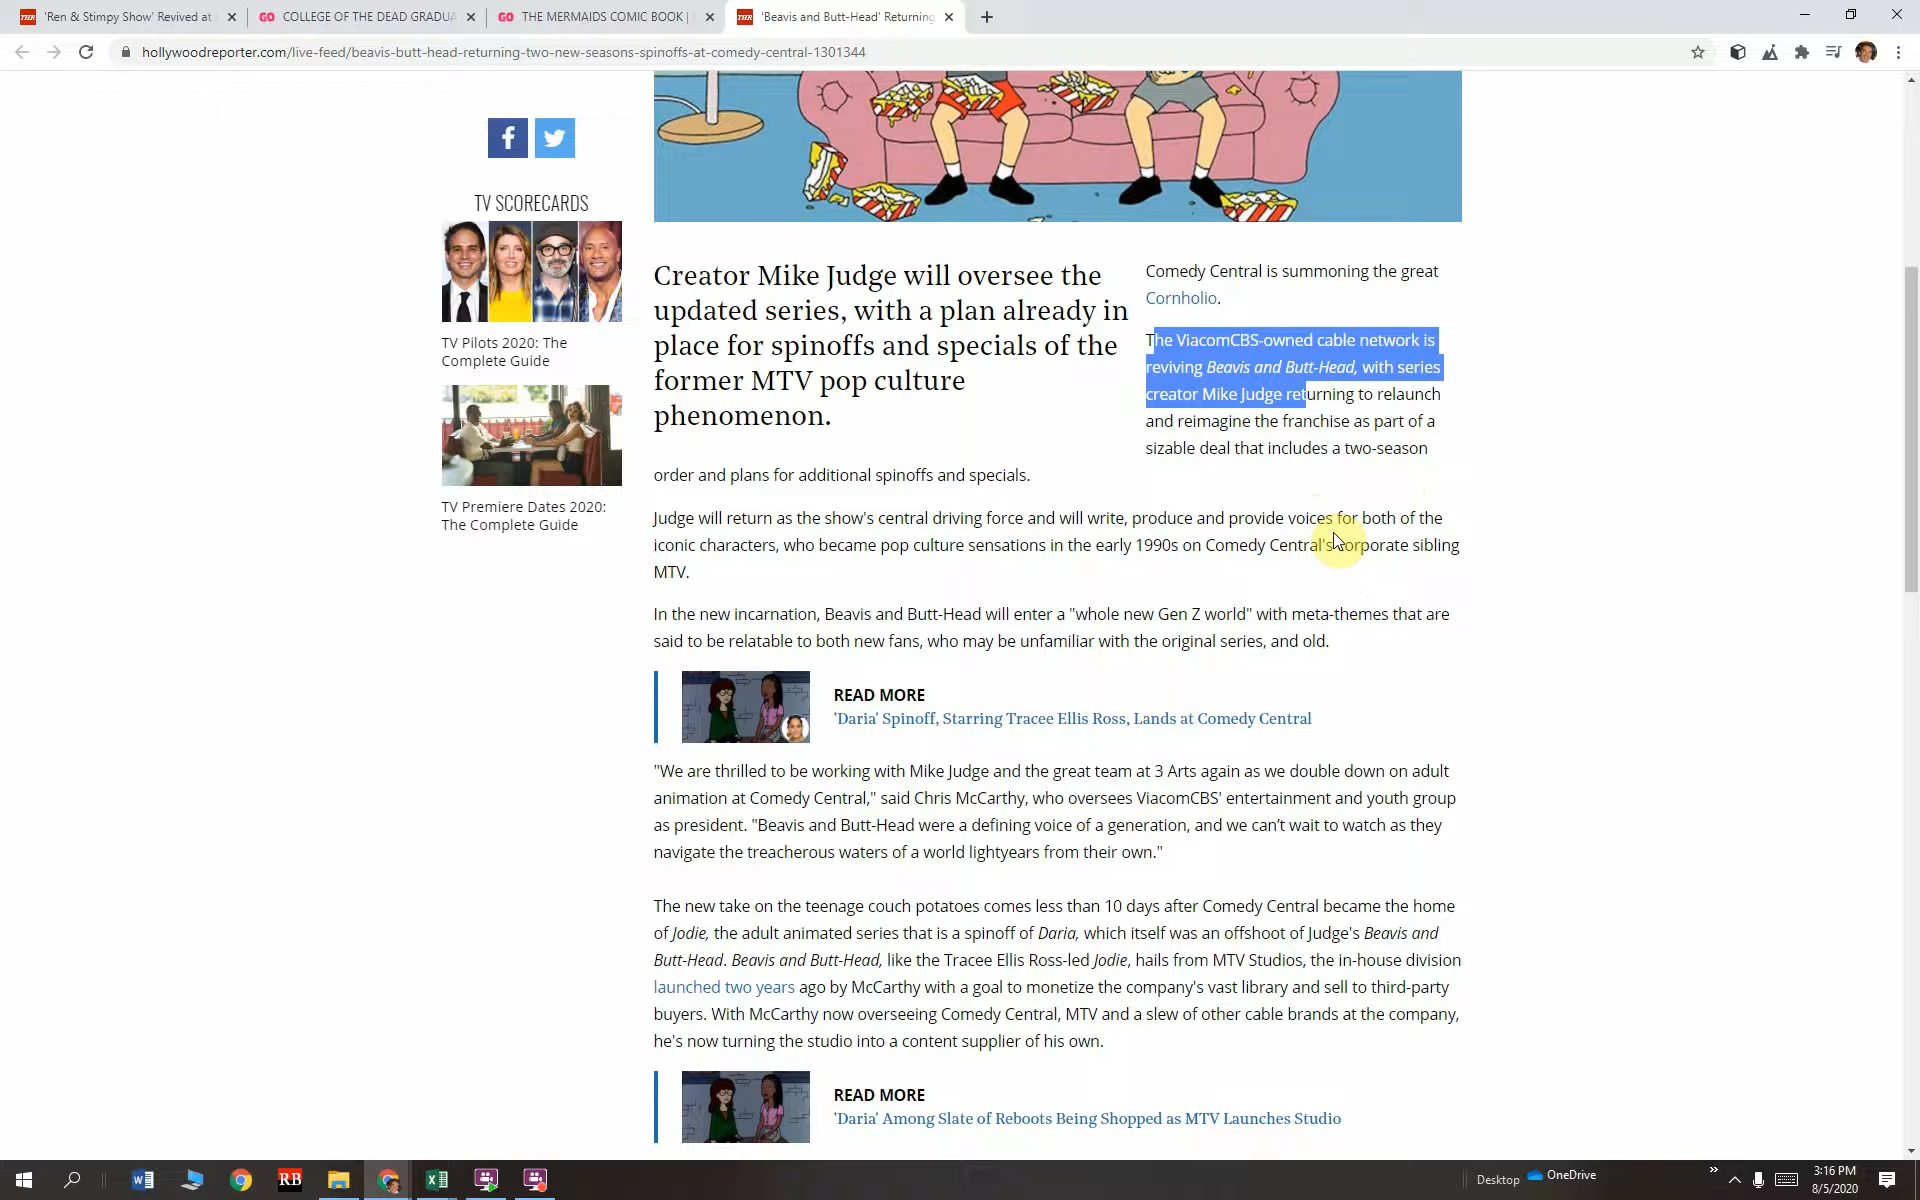 'Ren & Stimpy Show' Revived at
COLLEGE OF THE DEAD GRADUA
THE MERMAIDS COMIC BOOK |
'Beavis and Butt-Head' Returning
hollywoodreporter.com/live-feed/beavis-butt-head-returning-two-new-seasons-spinoffs-at-comedy-central-1301344
TV SCORECARDS
TV Pilots 2020: The
Complete Guide
TV Premiere Dates 2020:
The Complete Guide
Creator Mike Judge will oversee the
updated series, with a plan already in
place for spinoffs and specials of the
former MTV pop culture
phenomenon.
Comedy Central is summoning the great
Cornholio.
The ViacomCBS-owned cable network is
reviving Beavis and Butt-Head, with series
creator Mike Judge returning to relaunch
and reimagine the franchise as part of a
sizable deal that includes a two-season
order and plans for additional spinoffs and specials.
Judge will return as the show's central driving force and will write, produce and provide voices for both of the
iconic characters, who became pop culture sensations in the early 1990s on Comedy Central's corporate sibling
MTV.
In the new incarnation, Beavis and Butt-Head will enter a "whole new Gen Z world" with meta-themes that are
said to be relatable to both new fans, who may be unfamiliar with the original series, and old.
READ MORE
'Daria' Spinoff, Starring Tracee Ellis Ross, Lands at Comedy Central
"We are thrilled to be working with Mike Judge and the great team at 3 Arts again as we double down on adult
animation at Comedy Central," said Chris McCarthy, who oversees ViacomCBS' entertainment and youth group
as president. "Beavis and Butt-Head were a defining voice of a generation, and we can’t wait to watch as they
navigate the treacherous waters of a world lightyears from their own."
The new take on the teenage couch potatoes comes less than 10 days after Comedy Central became the home
of Jodie, the adult animated series that is a spinoff of Daria, which itself was an offshoot of Judge's Beavis and
Butt-Head. Beavis and Butt-Head, like the Tracee Ellis Ross-led Jodie, hails from MTV Studios, the in-house division
launched two years ago by McCarthy with a goal to monetize the company's vast library and sell to third-party
buyers. With McCarthy now overseeing Comedy Central, MTV and a slew of other cable brands at the company,
he's now turning the studio into a content supplier of his own.
READ MORE
'Daria' Among Slate of Reboots Being Shopped as MTV Launches Studio
RB
Desktop
OneDrive
3:16 PM
8/5/2020